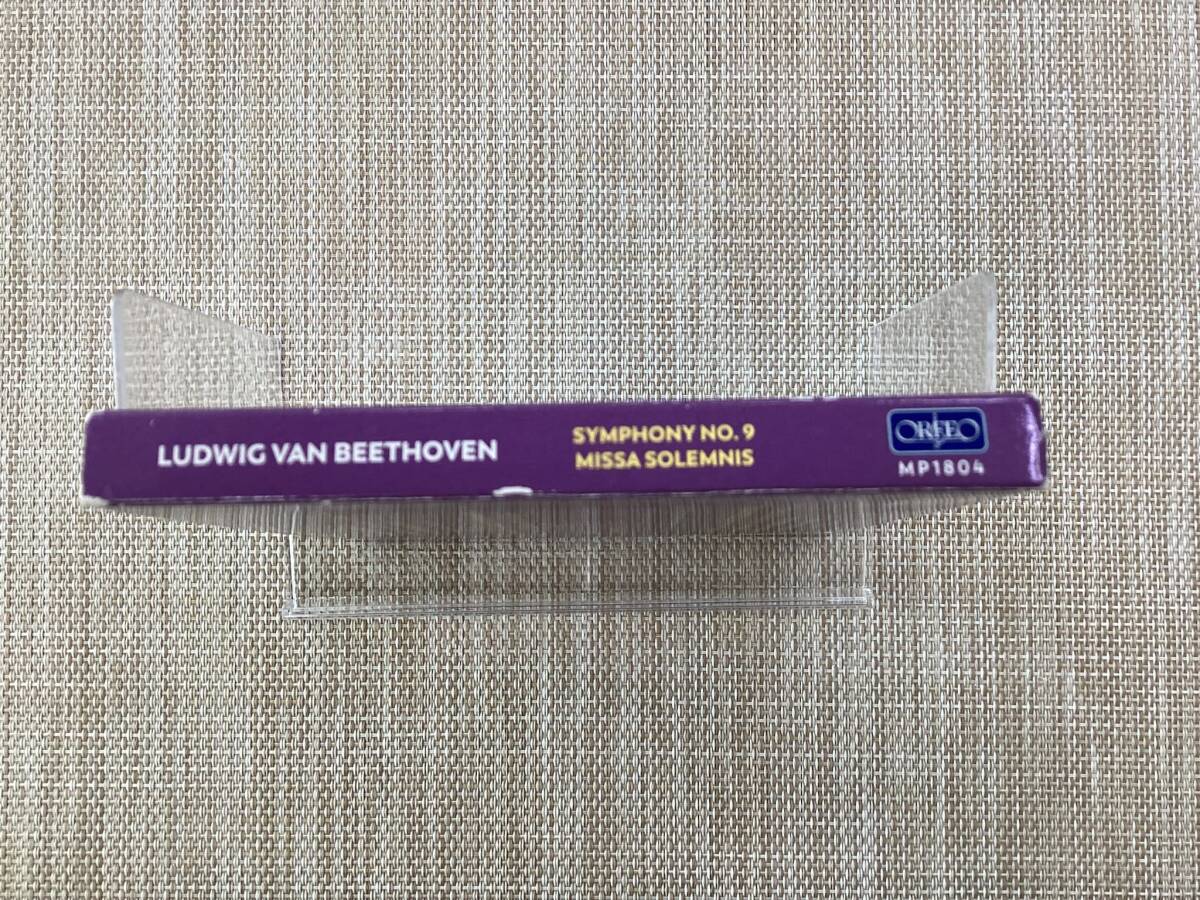 LUDWIG VAN BEETHOVEN
SYMPHONY NO. 9
MISSA SOLEMNIS
ORFEO
MP1804